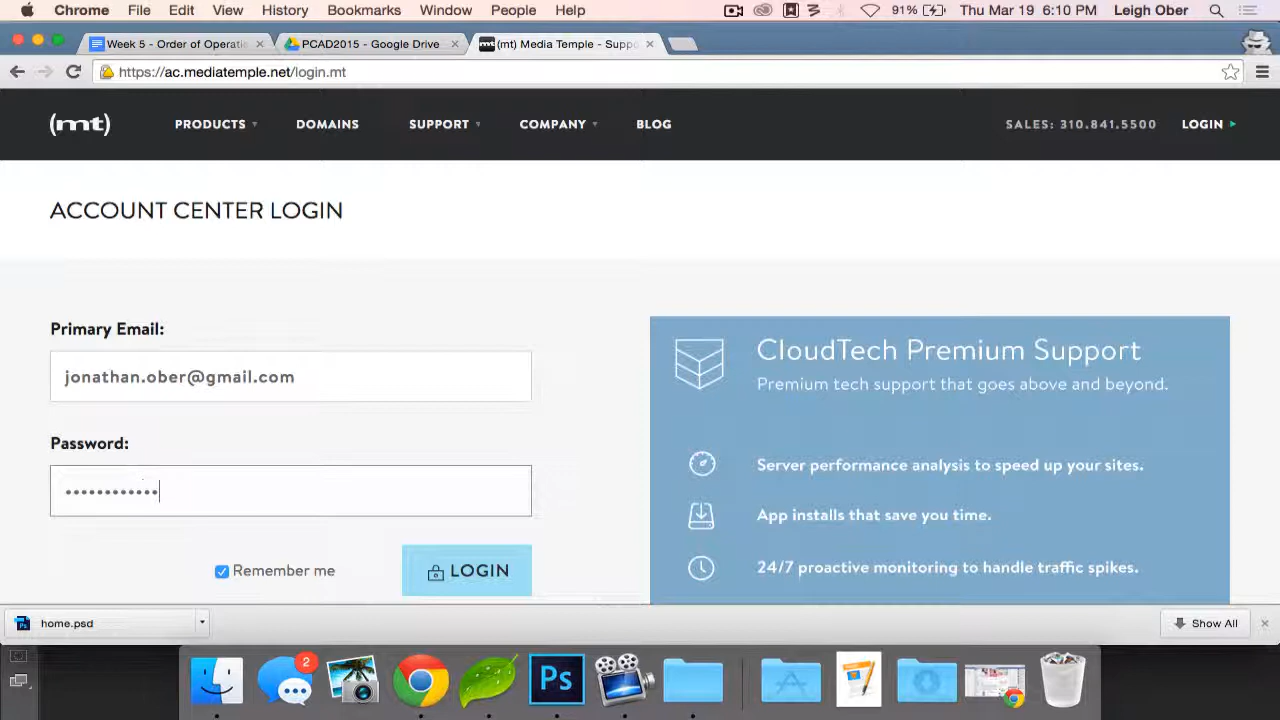 Chrome File Edit View History Bookmarks Window People Help 91% Thu Mar 19 6:10 PM Leigh Ober
Week 5 - Order of Operati PCAD2015 - Google Drive (mt) Media Temple - Suppo
https://ac.mediatemple.net/login.mt
(mt) PRODUCTS DOMAINS SUPPORT COMPANY BLOG SALES: 310.841.5500 LOGIN
ACCOUNT CENTER LOGIN
Primary Email:
jonathan.ober@gmail.com
Password:
••••••••••••
Remember me LOGIN
CloudTech Premium Support
Premium tech support that goes above and beyond.
Server performance analysis to speed up your sites.
App installs that save you time.
24/7 proactive monitoring to handle traffic spikes.
home.psd Show All
2
Ps